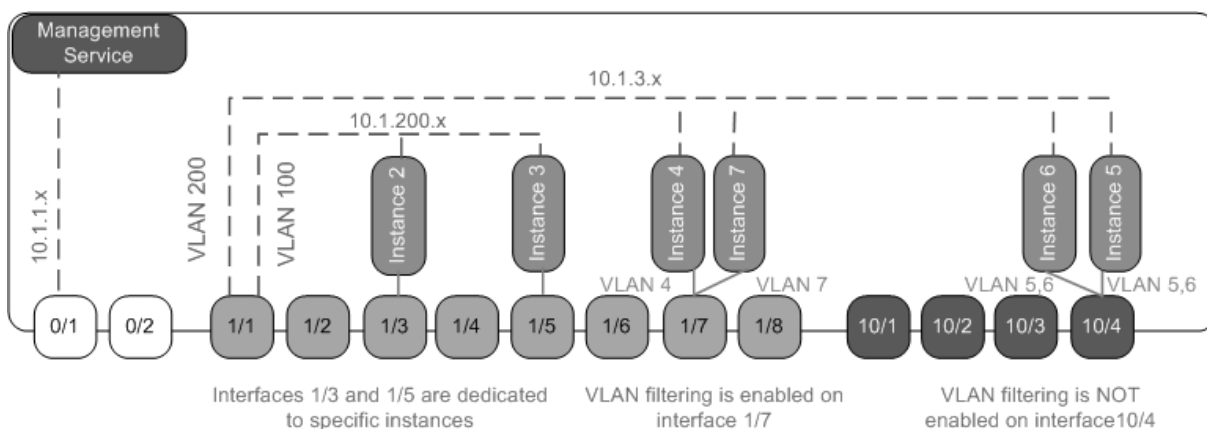 Management
Service
10.1.3.x
10.1.200.x
10.1.1.x
VLAN 200
VLAN 100
Instance 2
Instance 3
Instance 4
Instance 7
Instance 6
Instance 5
VLAN 4
VLAN 7
VLAN 5,6
VLAN 5,6
0/1
0/2
1/1
1/2
1/3
1/4
1/5
1/6
1/7
1/8
10/1
10/2
10/3
10/4
Interfaces 1/3 and 1/5 are dedicated
to specific instances
VLAN filtering is enabled on
interface 1/7
VLAN filtering is NOT
enabled on interface10/4